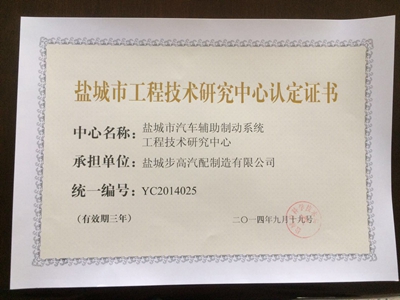 盐城市工程技术研究中心认定证书
中心名称：盐城市汽车辅助制动系统
工程技术研究中心
承担单位：盐城步高汽配制造有限公司
统一编号：YC2014025
（有效期三年）
二〇一四年九月十九号